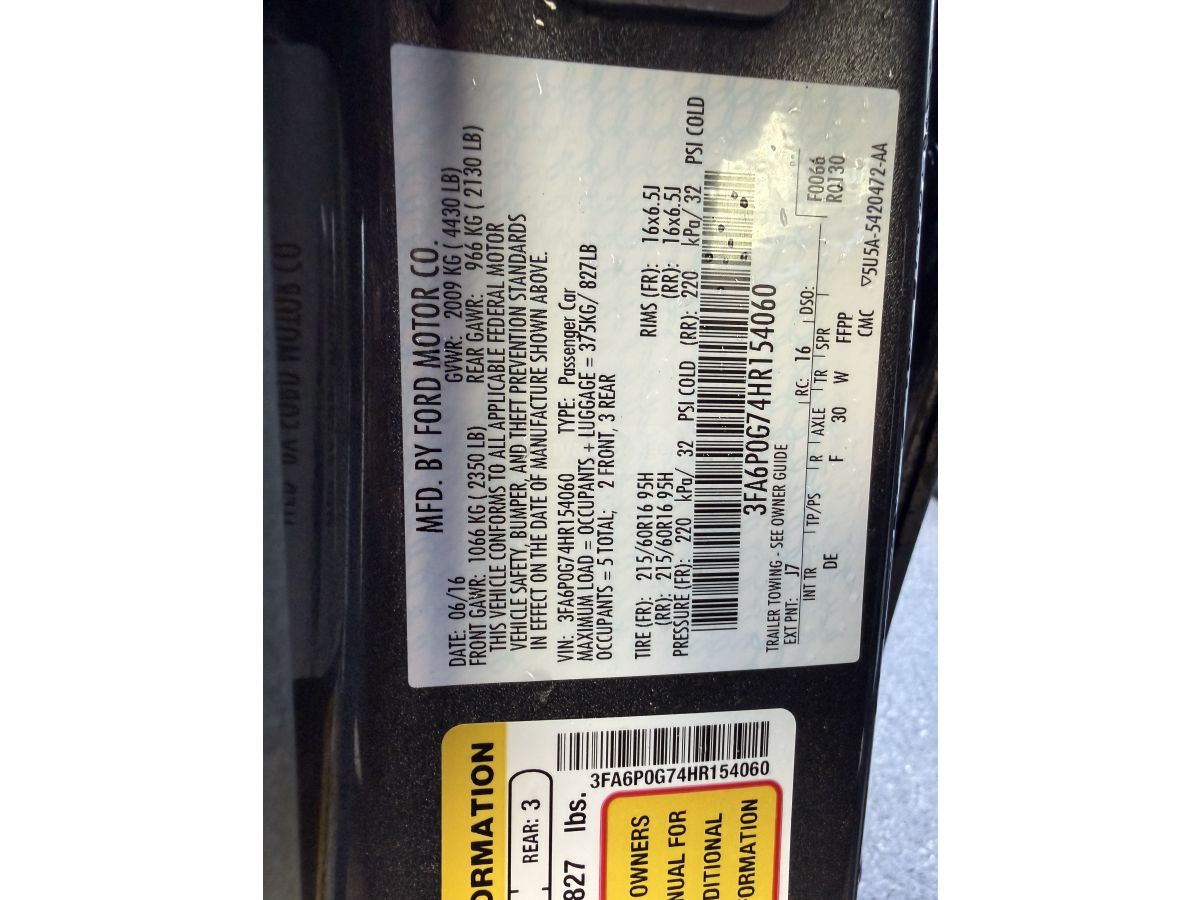 MFD. BY FORD MOTOR CO.
DATE: 06/16 GVWR: 2009 KG ( 4430 LB)
FRONT GAWR: 1066 KG ( 2350 LB) REAR GAWR: 966 KG ( 2130 LB)
THIS VEHICLE CONFORMS TO ALL APPLICABLE FEDERAL MOTOR
VEHICLE SAFETY, BUMPER, AND THEFT PREVENTION STANDARDS
IN EFFECT ON THE DATE OF MANUFACTURE SHOWN ABOVE.
VIN: 3FA6P0G74HR154060 TYPE: Passenger Car
MAXIMUM LOAD = OCCUPANTS + LUGGAGE = 375KG/ 827LB
OCCUPANTS = 5 TOTAL; 2 FRONT, 3 REAR
TIRE (FR): 215/60R16 95H RIMS (FR): 16x6.5J
(RR): 215/60R16 95H (RR): 16x6.5J
PRESSURE (FR): 220 kPa/ 32 PSI COLD (RR): 220 kPa/ 32 PSI COLD
3FA6P0G74HR154060
TRAILER TOWING - SEE OWNER GUIDE
EXT PNT: J7 RC: 16 DSO:
F0066
RQJ30
INT TR TP/PS R AXLE TR SPR
DE F 30 W FFPP
CMC ▽5U5A-5420472-AA
ORMATION
REAR: 3
827 lbs.
3FA6P0G74HR154060
OWNERS
NUAL FOR
DITIONAL
ORMATION